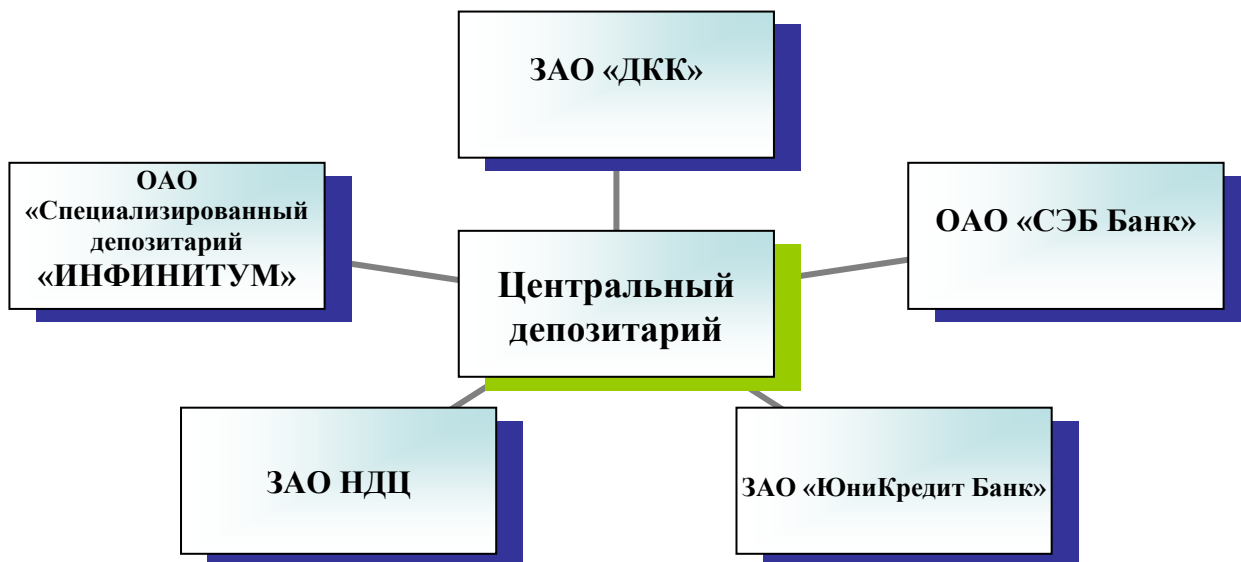 ЗАО «ДКК»
ОАО
«Специализированный
депозитарий
«ИНФИНИТУМ»
ОАО «СЭБ Банк»
Центральный
депозитарий
ЗАО НДЦ
ЗАО «ЮниКредит Банк»